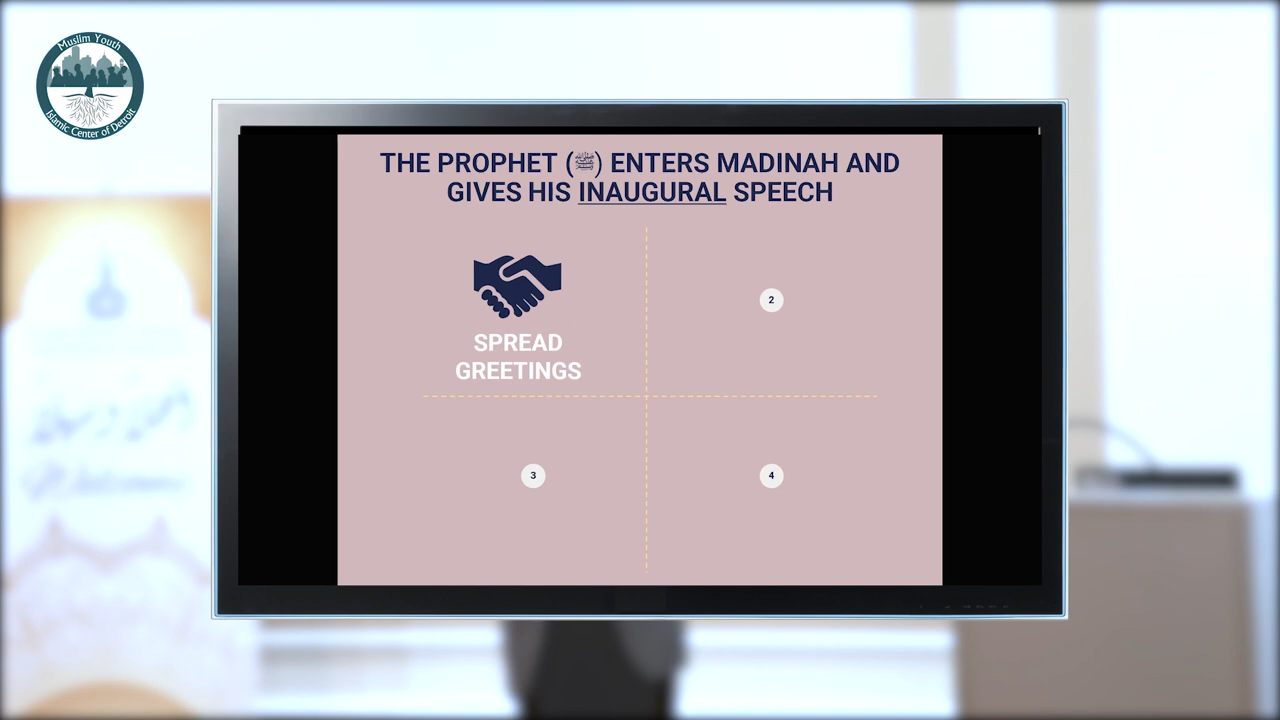 Muslim Youth
Islamic Center of Detroit
THE PROPHET (ﷺ) ENTERS MADINAH AND
GIVES HIS INAUGURAL SPEECH
SPREAD
GREETINGS
2
3
4